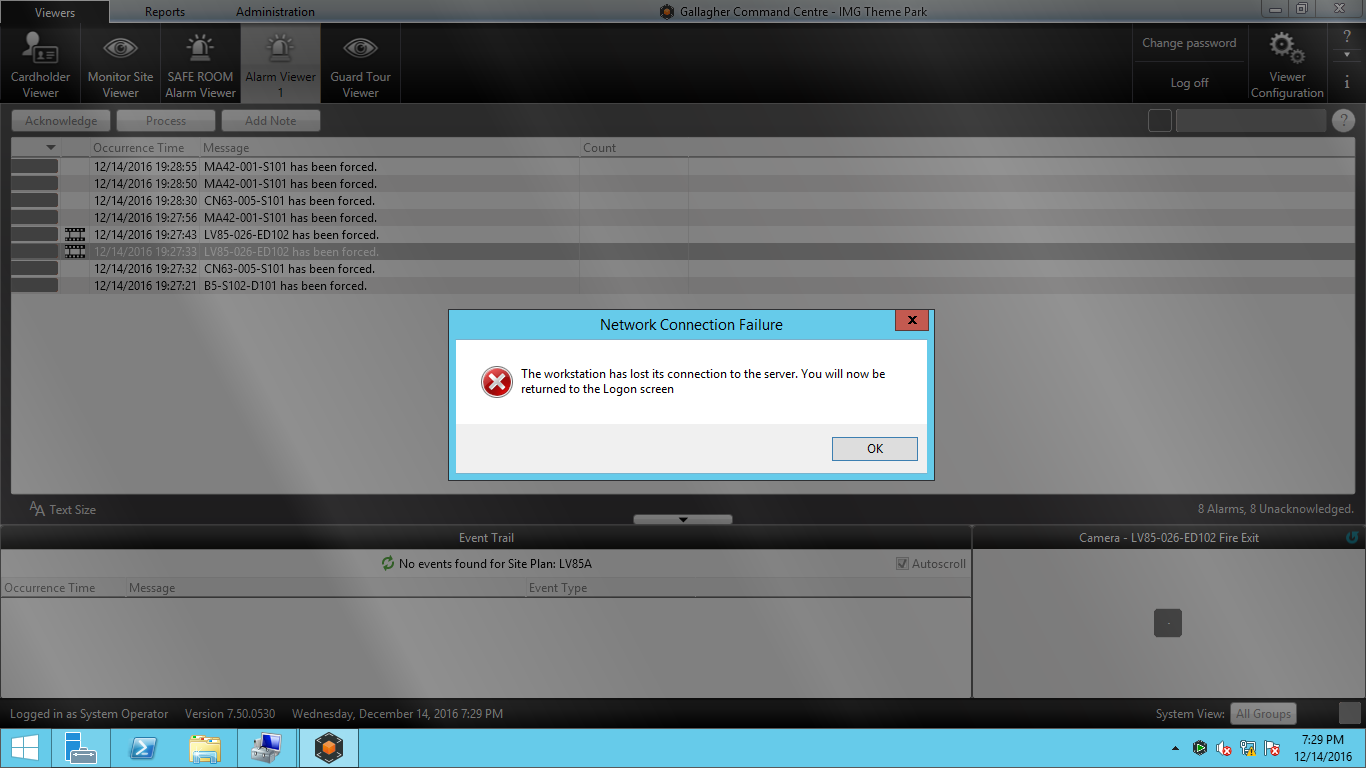 Viewers
Reports
Administration
Gallagher Command Centre - IMG Theme Park
Cardholder
Viewer
Monitor Site
Viewer
SAFE ROOM
Alarm Viewer
Alarm Viewer
1
Guard Tour
Viewer
Change password
Log off
Viewer
Configuration
?
i
Acknowledge
Process
Add Note
?
Occurrence Time Message Count
12/14/2016 19:28:55 MA42-001-S101 has been forced.
12/14/2016 19:28:50 MA42-001-S101 has been forced.
12/14/2016 19:28:30 CN63-005-S101 has been forced.
12/14/2016 19:27:56 MA42-001-S101 has been forced.
12/14/2016 19:27:43 LV85-026-ED102 has been forced.
12/14/2016 19:27:33 LV85-026-ED102 has been forced.
12/14/2016 19:27:32 CN63-005-S101 has been forced.
12/14/2016 19:27:21 B5-S102-D101 has been forced.
Network Connection Failure
x
The workstation has lost its connection to the server. You will now be
returned to the Logon screen
OK
AA Text Size
8 Alarms, 8 Unacknowledged.
Event Trail
Camera - LV85-026-ED102 Fire Exit
No events found for Site Plan: LV85A
Autoscroll
Occurrence Time Message Event Type
Logged in as System Operator Version 7.50.0530 Wednesday, December 14, 2016 7:29 PM
System View: All Groups
7:29 PM
12/14/2016